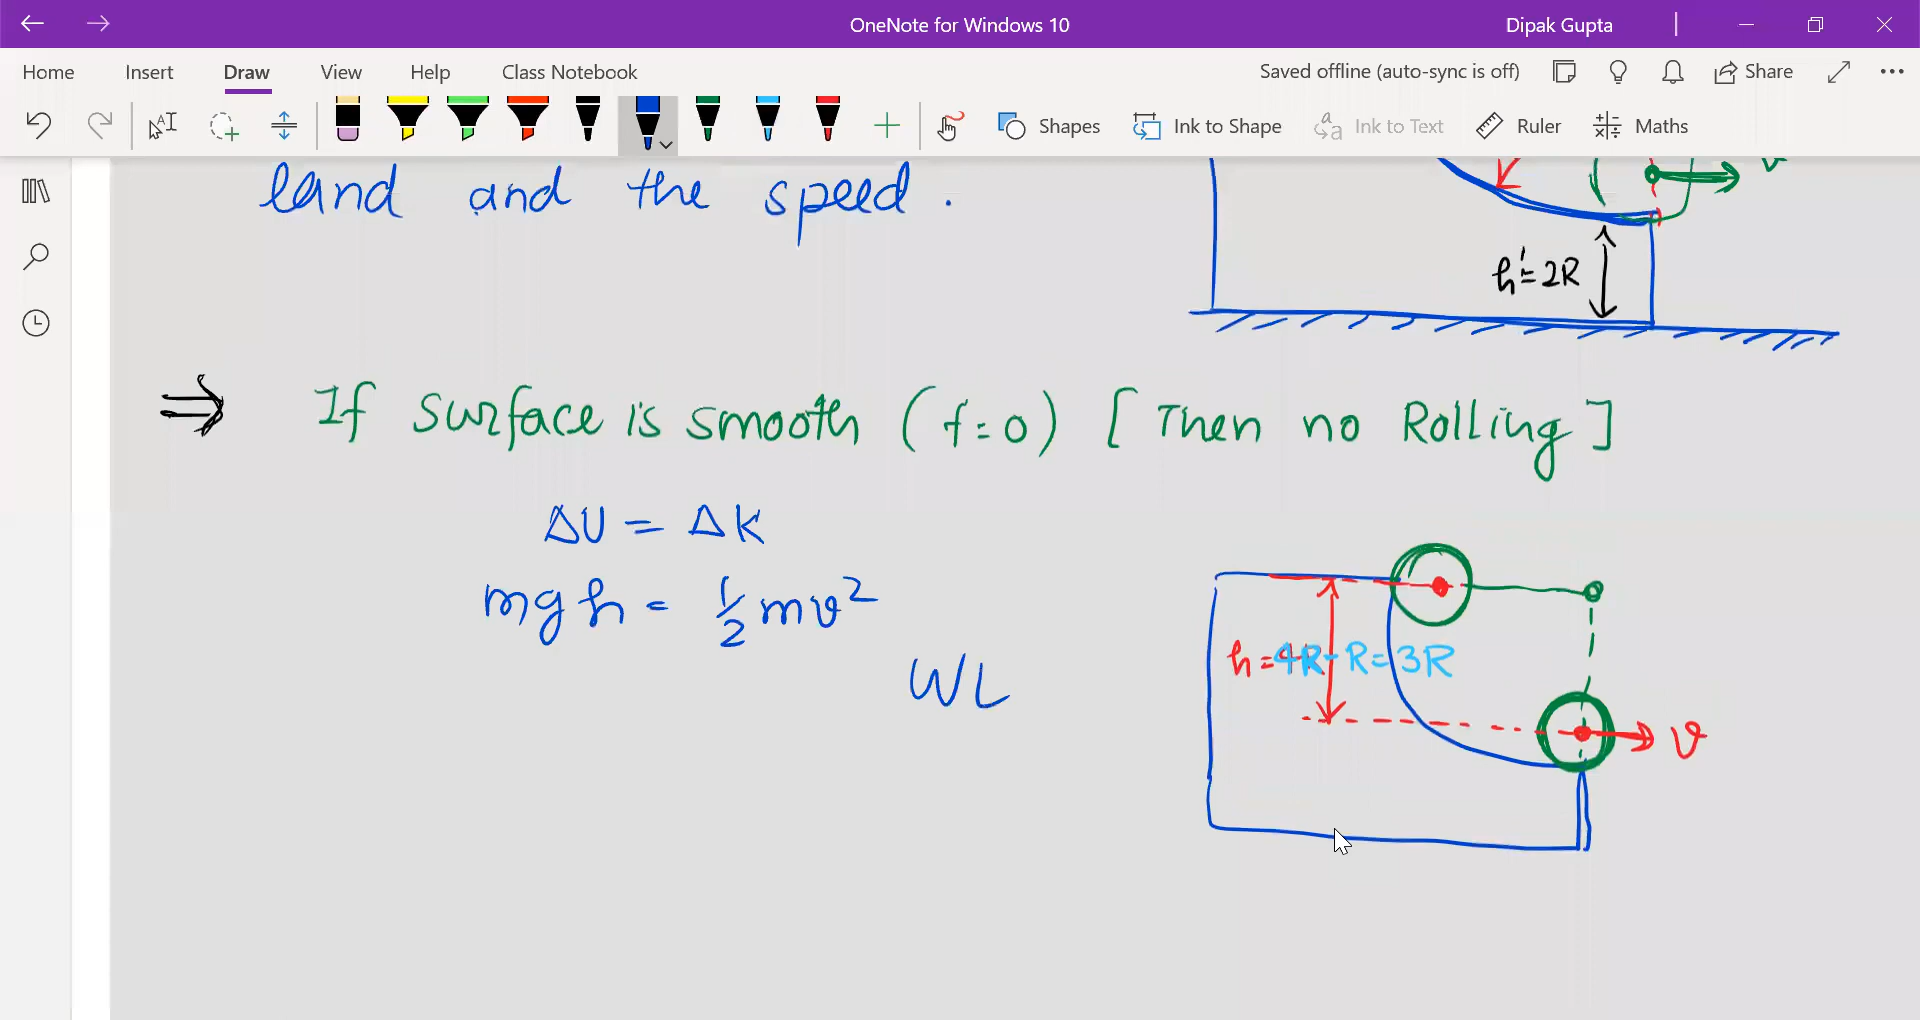 OneNote for Windows 10
Dipak Gupta
Home Insert Draw View Help Class Notebook
Saved offline (auto-sync is off) Share
Shapes Ink to Shape Ink to Text Ruler Maths
land and the speed.
v
h' = 2R
⇒ If surface is smooth (f=0) [Then no Rolling]
ΔU = ΔK
mgh = 1/2 mv²
WL
h = 4R - R = 3R
v